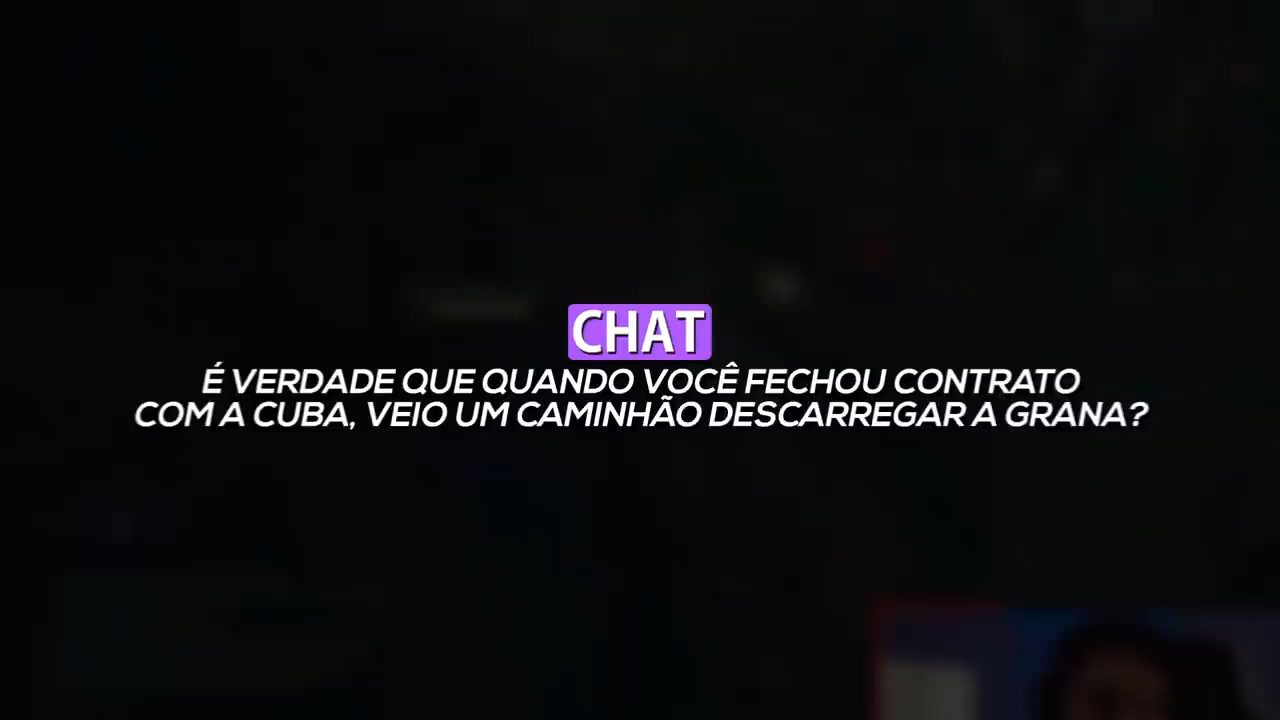 CHAT
É VERDADE QUE QUANDO VOCÊ FECHOU CONTRATO
COM A CUBA, VEIO UM CAMINHÃO DESCARREGAR A GRANA?